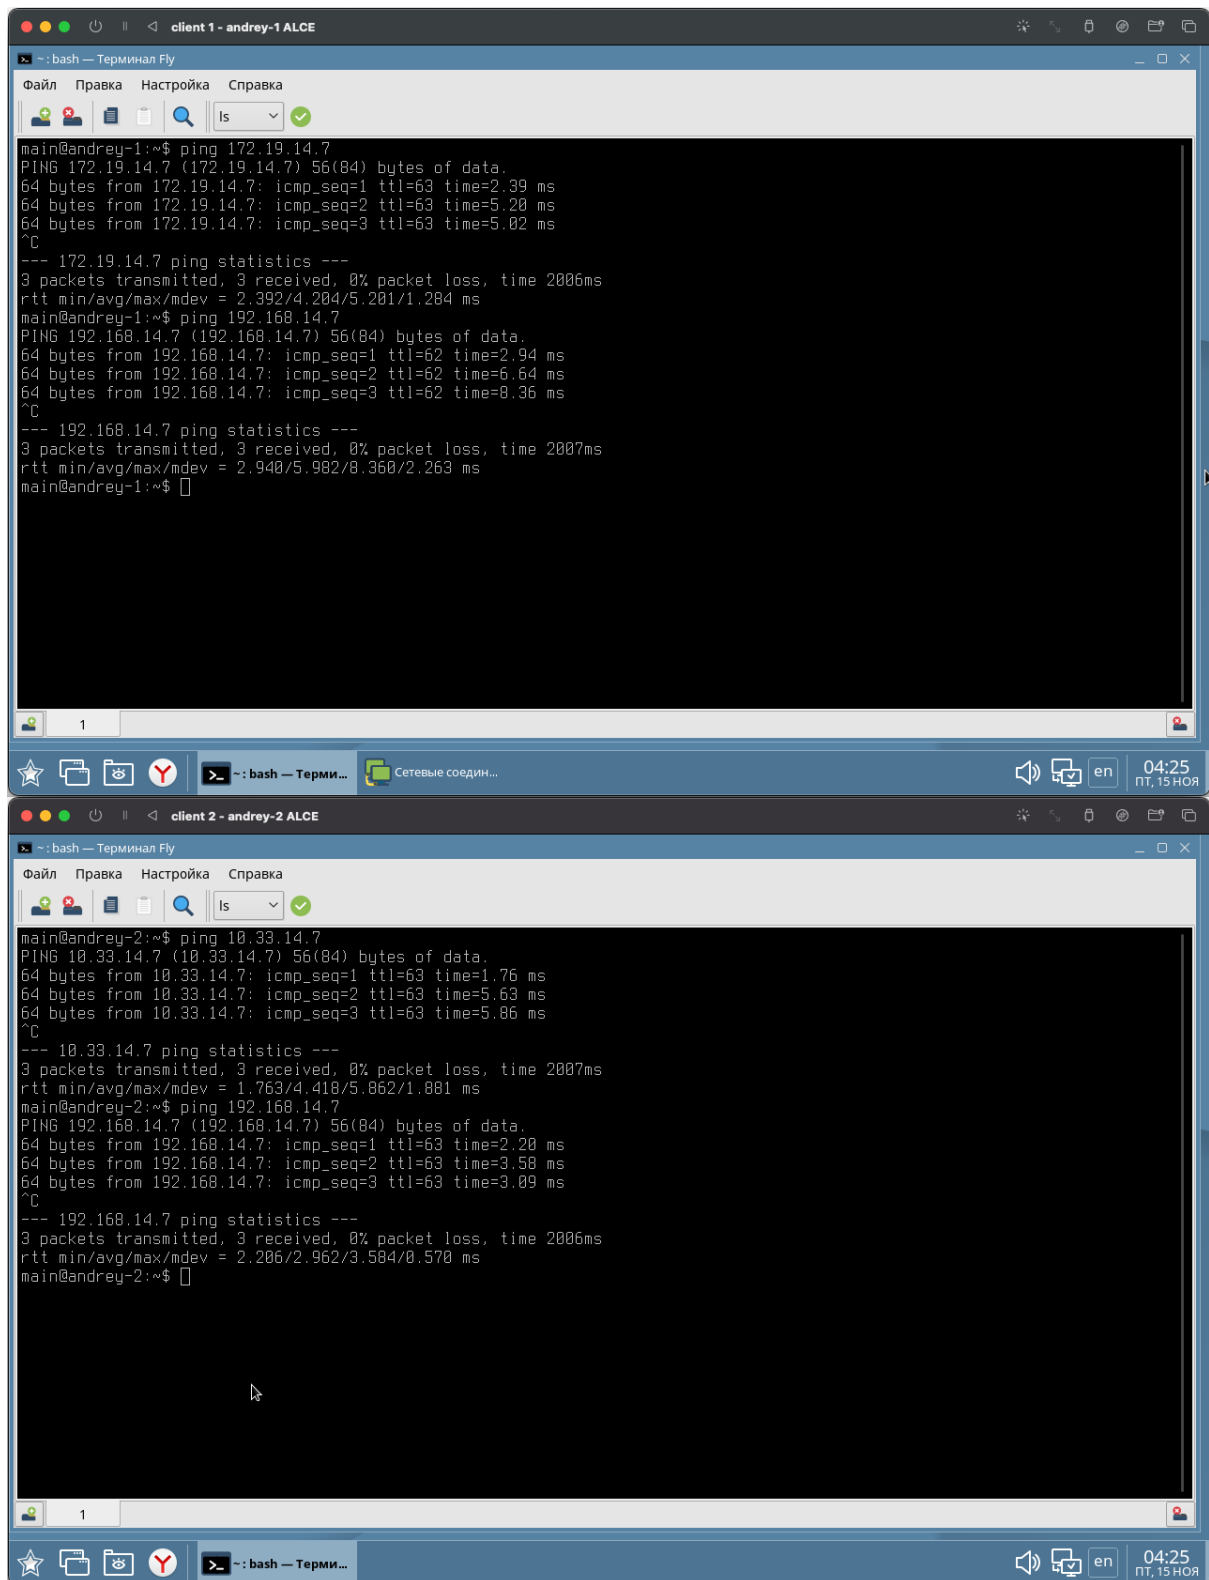 client 1 - andrey-1 ALCE
~ : bash — Терминал Fly
Файл Правка Настройка Справка
ls
main@andrey-1:~$ ping 172.19.14.7
PING 172.19.14.7 (172.19.14.7) 56(84) bytes of data.
64 bytes from 172.19.14.7: icmp_seq=1 ttl=63 time=2.39 ms
64 bytes from 172.19.14.7: icmp_seq=2 ttl=63 time=5.20 ms
64 bytes from 172.19.14.7: icmp_seq=3 ttl=63 time=5.02 ms
^C
--- 172.19.14.7 ping statistics ---
3 packets transmitted, 3 received, 0% packet loss, time 2006ms
rtt min/avg/max/mdev = 2.392/4.204/5.201/1.284 ms
main@andrey-1:~$ ping 192.168.14.7
PING 192.168.14.7 (192.168.14.7) 56(84) bytes of data.
64 bytes from 192.168.14.7: icmp_seq=1 ttl=62 time=2.94 ms
64 bytes from 192.168.14.7: icmp_seq=2 ttl=62 time=6.64 ms
64 bytes from 192.168.14.7: icmp_seq=3 ttl=62 time=8.36 ms
^C
--- 192.168.14.7 ping statistics ---
3 packets transmitted, 3 received, 0% packet loss, time 2007ms
rtt min/avg/max/mdev = 2.940/5.982/8.360/2.263 ms
main@andrey-1:~$
1
~ : bash — Терми... Сетевые соедин... en 04:25
ПТ, 15 НОЯ
client 2 - andrey-2 ALCE
~ : bash — Терминал Fly
Файл Правка Настройка Справка
ls
main@andrey-2:~$ ping 10.33.14.7
PING 10.33.14.7 (10.33.14.7) 56(84) bytes of data.
64 bytes from 10.33.14.7: icmp_seq=1 ttl=63 time=1.76 ms
64 bytes from 10.33.14.7: icmp_seq=2 ttl=63 time=5.63 ms
64 bytes from 10.33.14.7: icmp_seq=3 ttl=63 time=5.86 ms
^C
--- 10.33.14.7 ping statistics ---
3 packets transmitted, 3 received, 0% packet loss, time 2007ms
rtt min/avg/max/mdev = 1.763/4.418/5.862/1.881 ms
main@andrey-2:~$ ping 192.168.14.7
PING 192.168.14.7 (192.168.14.7) 56(84) bytes of data.
64 bytes from 192.168.14.7: icmp_seq=1 ttl=63 time=2.20 ms
64 bytes from 192.168.14.7: icmp_seq=2 ttl=63 time=3.58 ms
64 bytes from 192.168.14.7: icmp_seq=3 ttl=63 time=3.09 ms
^C
--- 192.168.14.7 ping statistics ---
3 packets transmitted, 3 received, 0% packet loss, time 2006ms
rtt min/avg/max/mdev = 2.206/2.962/3.584/0.570 ms
main@andrey-2:~$
1
~ : bash — Терми... en 04:25
ПТ, 15 НОЯ